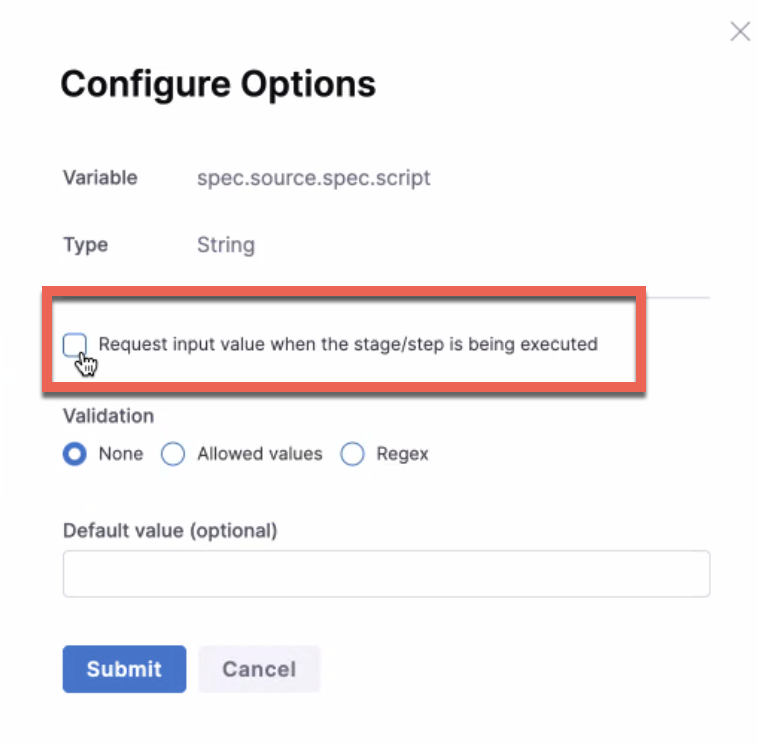 Configure Options
Variable spec.source.spec.script
Type String
Request input value when the stage/step is being executed
Validation
None Allowed values Regex
Default value (optional)
Submit Cancel